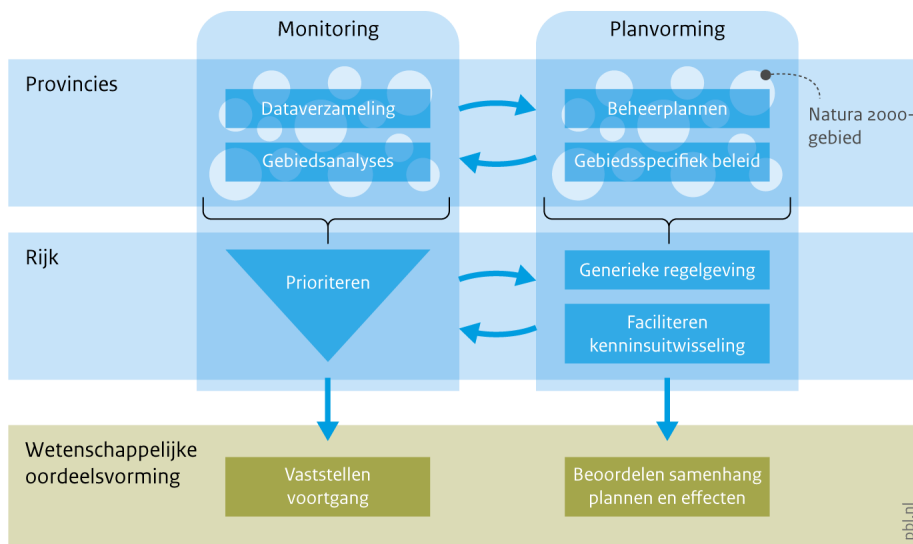 Monitoring
Planvorming
Provincies
Dataverzameling
Beheerplannen
Natura 2000-
gebied
Gebiedsanalyses
Gebiedsspecifiek beleid
Rijk
Prioriteren
Generieke regelgeving
Faciliteren
kenninsuitwisseling
Wetenschappelijke
oordeelsvorming
Vaststellen
voortgang
Beoordelen samenhang
plannen en effecten
pbl.nl